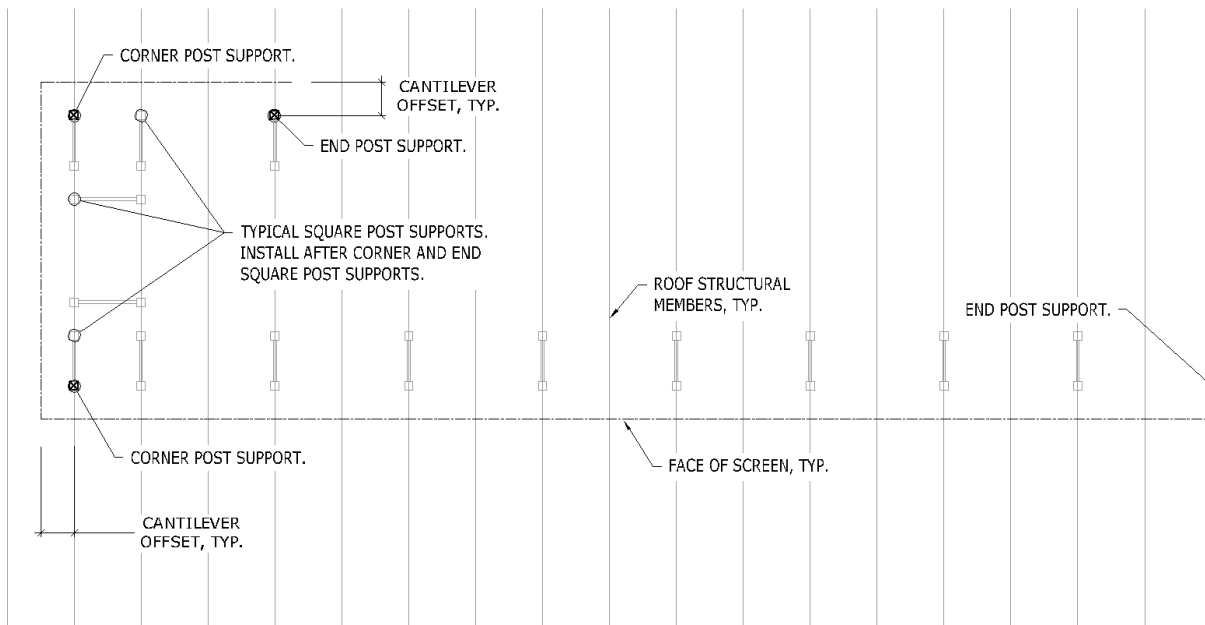 CORNER POST SUPPORT.
CANTILEVER
OFFSET, TYP.
END POST SUPPORT.
TYPICAL SQUARE POST SUPPORTS.
INSTALL AFTER CORNER AND END
SQUARE POST SUPPORTS.
ROOF STRUCTURAL
MEMBERS, TYP.
END POST SUPPORT.
CORNER POST SUPPORT.
FACE OF SCREEN, TYP.
CANTILEVER
OFFSET, TYP.